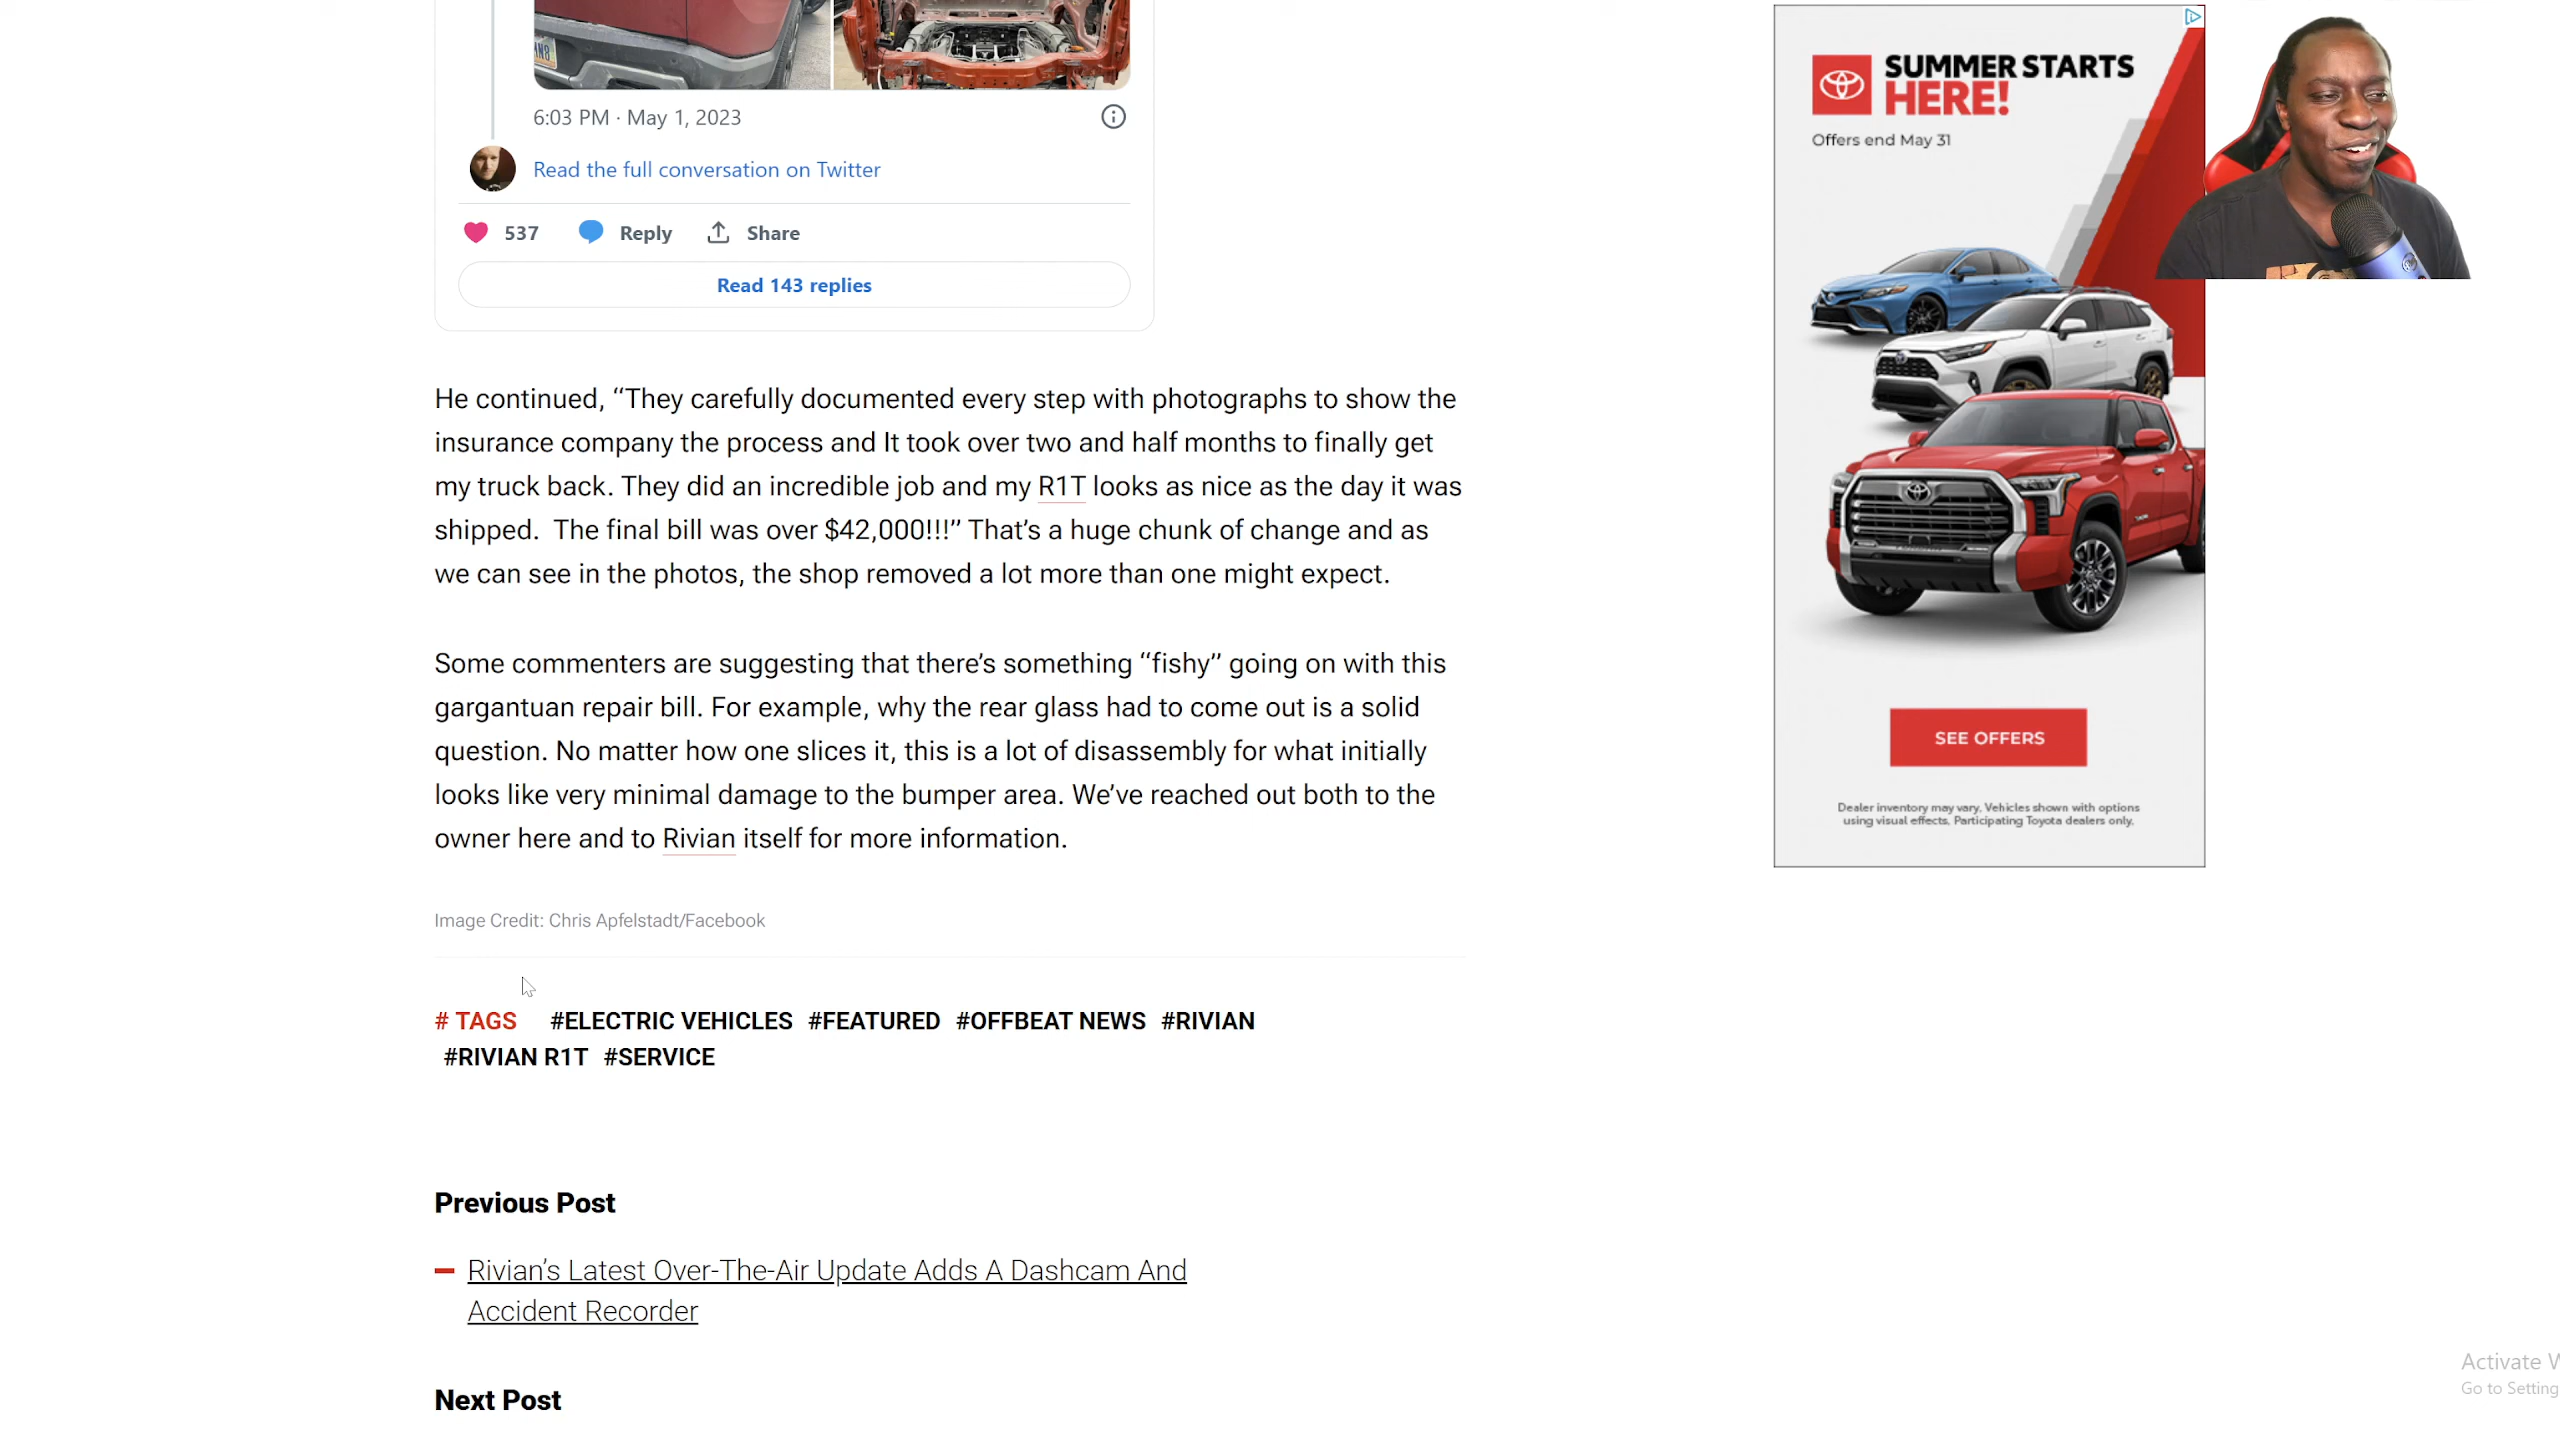 6:03 PM · May 1, 2023
Read the full conversation on Twitter
537 Reply Share
Read 143 replies
He continued, “They carefully documented every step with photographs to show the
insurance company the process and It took over two and half months to finally get
my truck back. They did an incredible job and my R1T looks as nice as the day it was
shipped.  The final bill was over $42,000!!!” That’s a huge chunk of change and as
we can see in the photos, the shop removed a lot more than one might expect.
Some commenters are suggesting that there’s something “fishy” going on with this
gargantuan repair bill. For example, why the rear glass had to come out is a solid
question. No matter how one slices it, this is a lot of disassembly for what initially
looks like very minimal damage to the bumper area. We’ve reached out both to the
owner here and to Rivian itself for more information.
Image Credit: Chris Apfelstadt/Facebook
# TAGS #ELECTRIC VEHICLES #FEATURED #OFFBEAT NEWS #RIVIAN
#RIVIAN R1T #SERVICE
Previous Post
Rivian’s Latest Over-The-Air Update Adds A Dashcam And
Accident Recorder
Next Post
SUMMER STARTS
HERE!
Offers end May 31
SEE OFFERS
Dealer inventory may vary. Vehicles shown with options
using visual effects. Participating Toyota dealers only.
Activate W
Go to Setting